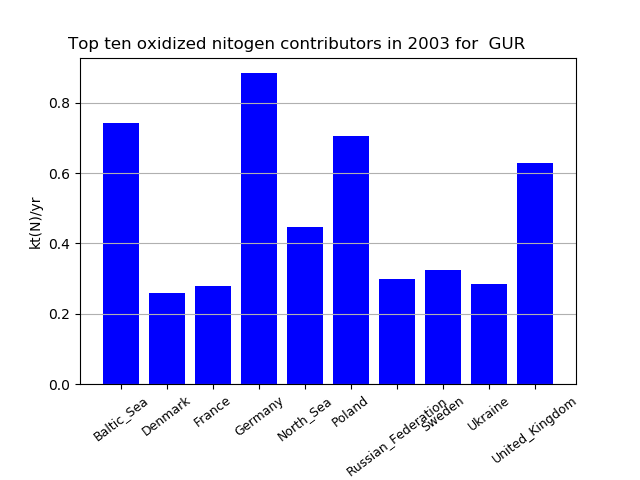 Top ten oxidized nitogen contributors in 2003 for  GUR
kt(N)/yr
0.8
0.6
0.4
0.2
0.0
Baltic_Sea
Denmark
France
Germany
North_Sea
Poland
Russian_Federation
Sweden
Ukraine
United_Kingdom